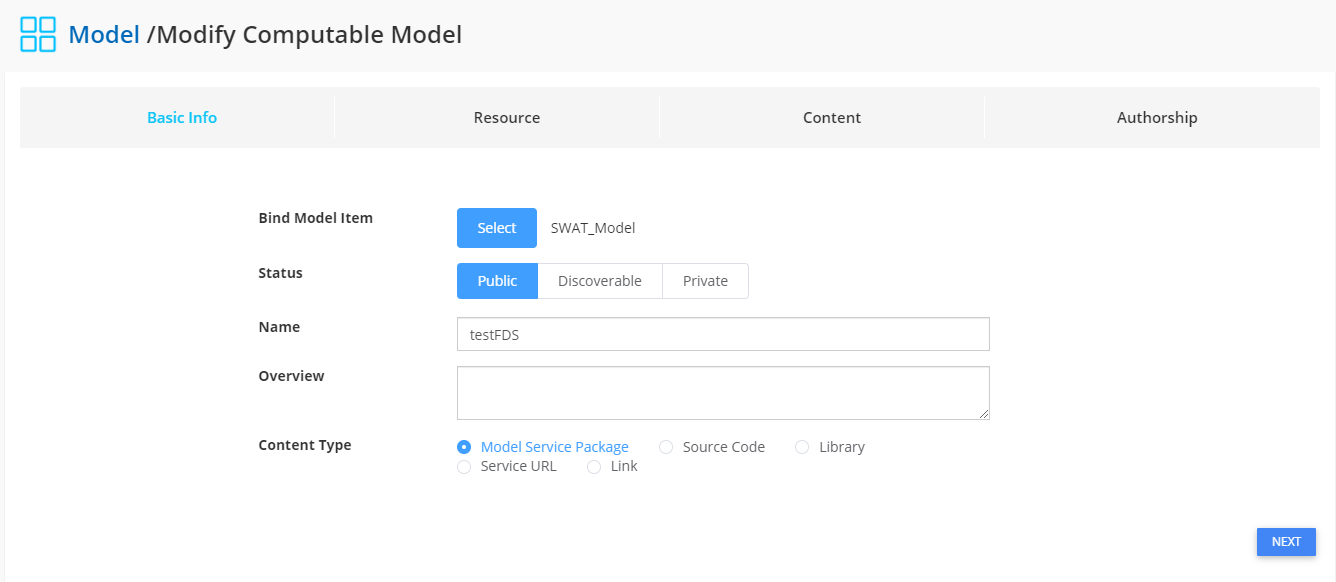 Model /Modify Computable Model
Basic Info Resource Content Authorship
Bind Model Item Select SWAT_Model
Status Public Discoverable Private
Name testFDS
Overview
Content Type Model Service Package Source Code Library
Service URL Link
NEXT